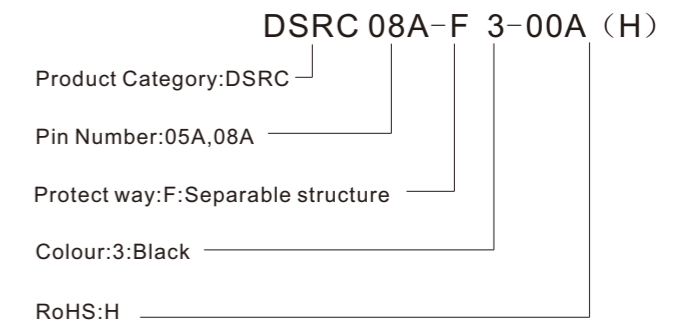 DSRC 08A-F 3-00A（H）
Product Category:DSRC
Pin Number:05A,08A
Protect way:F:Separable structure
Colour:3:Black
RoHS:H